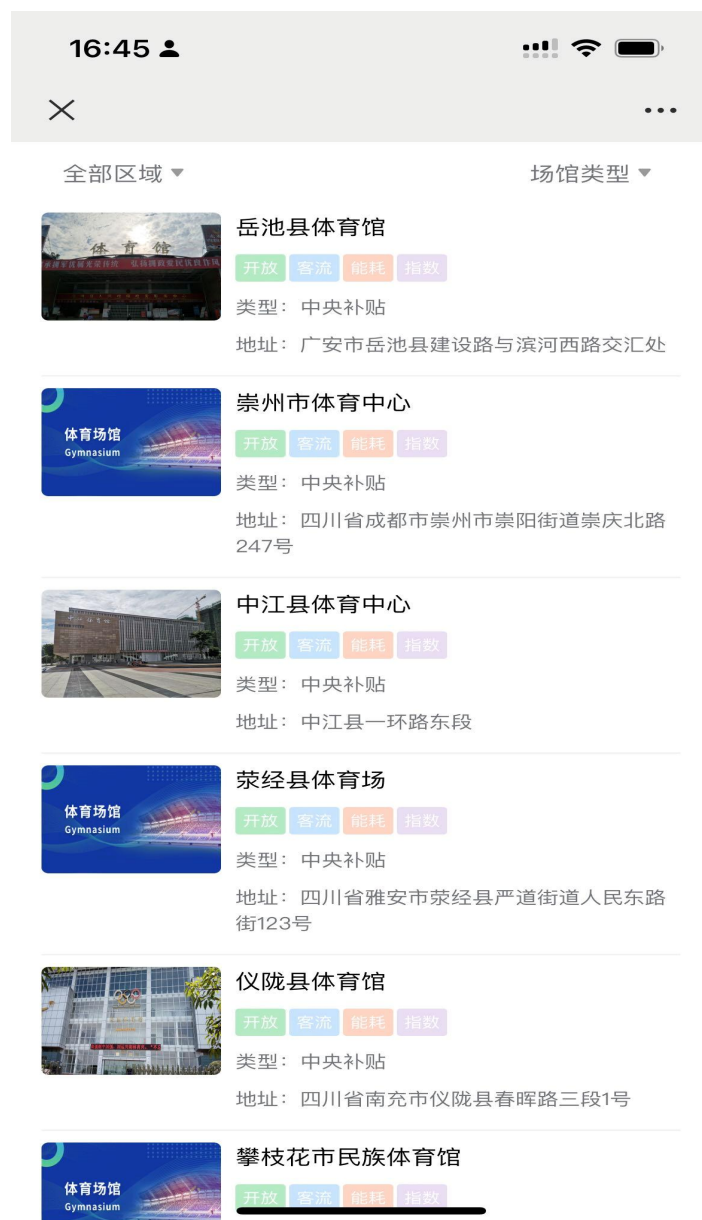 16:45
全部区域
场馆类型
体育馆
岳池县体育馆
开放 客流 能耗 指数
类型：中央补贴
地址：广安市岳池县建设路与滨河西路交汇处
体育场馆
Gymnasium
崇州市体育中心
开放 客流 能耗 指数
类型：中央补贴
地址：四川省成都市崇州市崇阳街道崇庆北路
247号
中江县体育中心
开放 客流 能耗 指数
类型：中央补贴
地址：中江县一环路东段
体育场馆
Gymnasium
荥经县体育场
开放 客流 能耗 指数
类型：中央补贴
地址：四川省雅安市荥经县严道街道人民东路
街123号
仪陇县体育馆
开放 客流 能耗 指数
类型：中央补贴
地址：四川省南充市仪陇县春晖路三段1号
体育场馆
Gymnasium
攀枝花市民族体育馆
开放 客流 能耗 指数